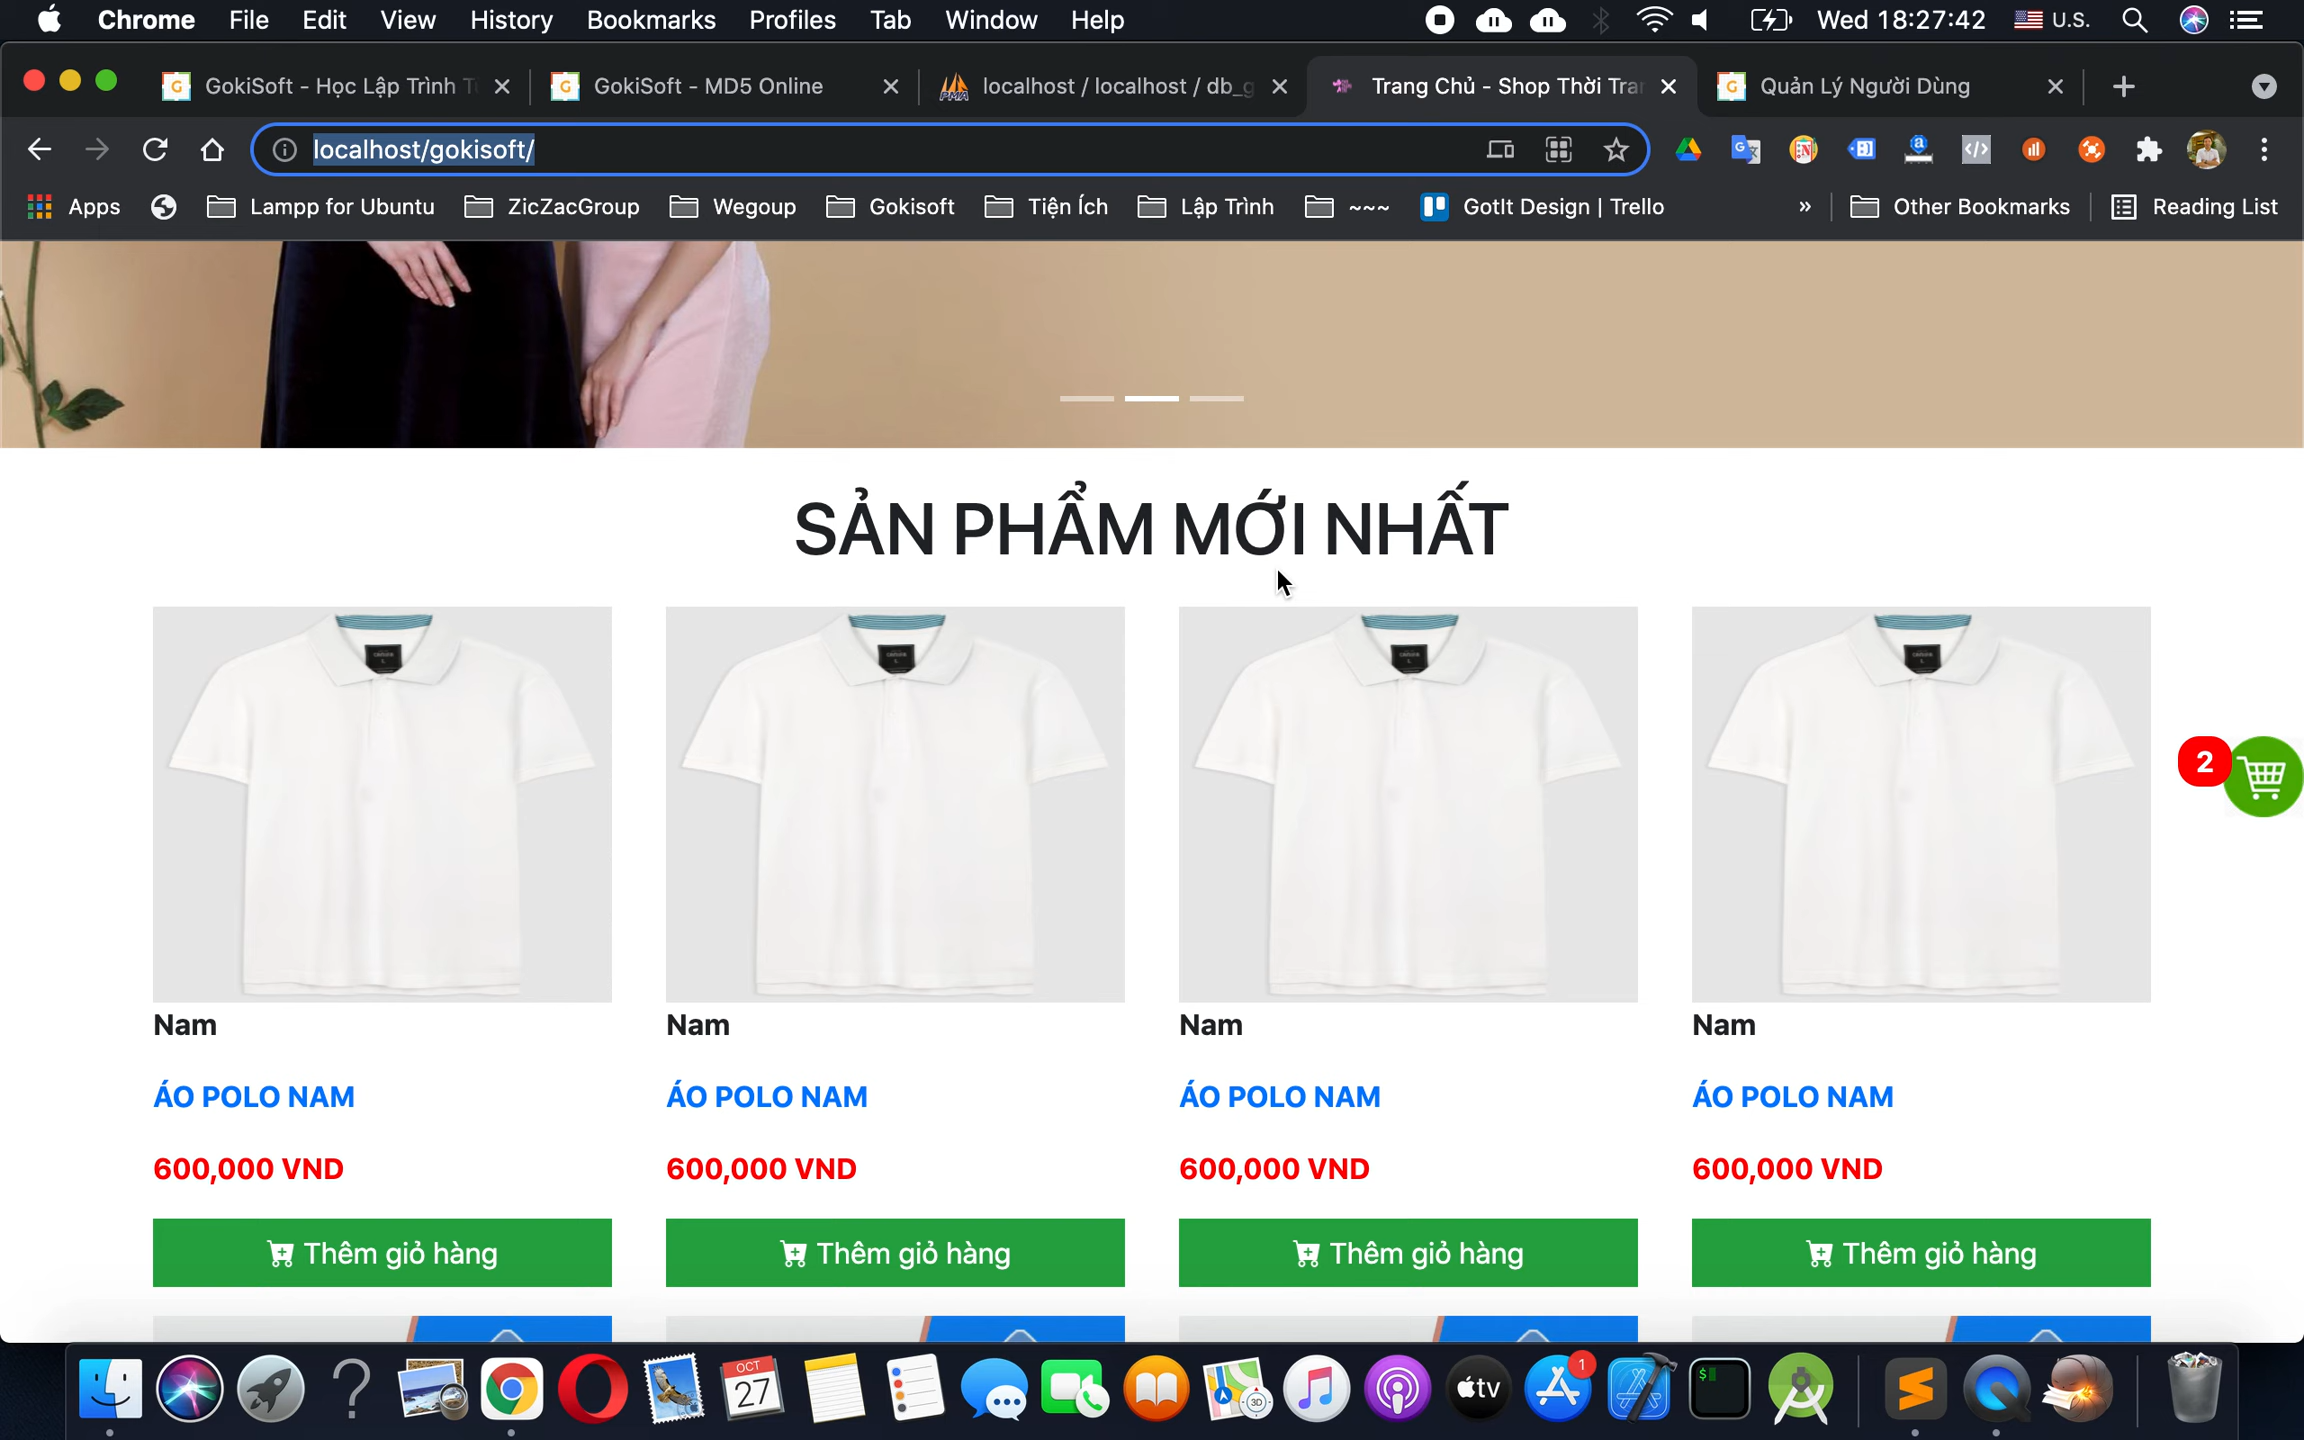 Chrome File Edit View History Bookmarks Profiles Tab Window Help Wed 18:27:42 U.S.
GokiSoft - Học Lập Trình T GokiSoft - MD5 Online localhost / localhost / db_g Trang Chủ - Shop Thời Tran Quản Lý Người Dùng
localhost/gokisoft/
Apps Lampp for Ubuntu ZicZacGroup Wegoup Gokisoft Tiện Ích Lập Trình ~~~ GotIt Design | Trello » Other Bookmarks Reading List
SẢN PHẨM MỚI NHẤT
2
Nam Nam Nam Nam
ÁO POLO NAM ÁO POLO NAM ÁO POLO NAM ÁO POLO NAM
600,000 VND 600,000 VND 600,000 VND 600,000 VND
Thêm giỏ hàng Thêm giỏ hàng Thêm giỏ hàng Thêm giỏ hàng
OCT
27
3D
tv
1